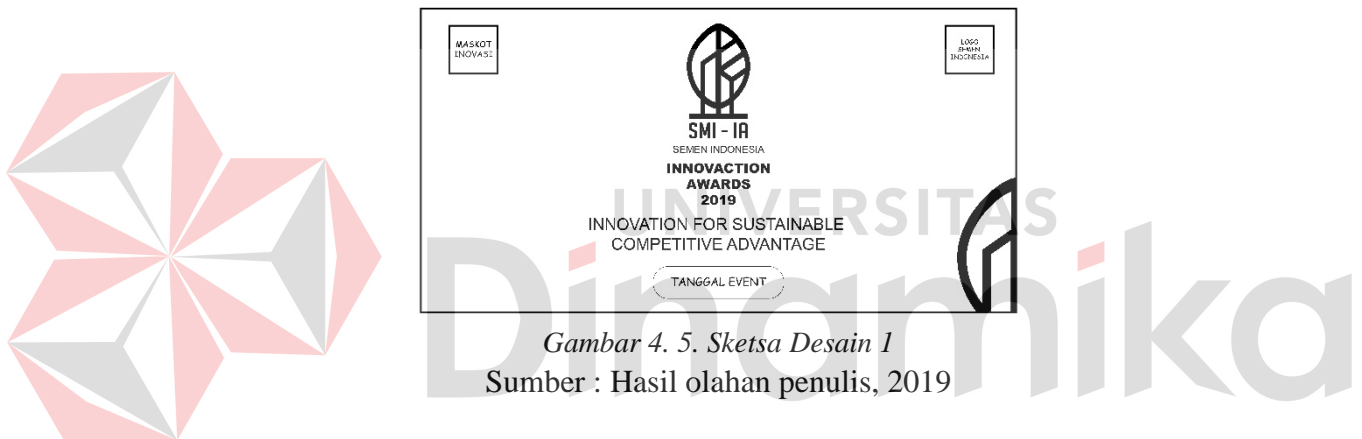 MASKOT
INOVASI
LOGO
SEMEN
INDONESIA
SMI - IA
SEMEN INDONESIA
INNOVACTION
AWARDS
2019
INNOVATION FOR SUSTAINABLE
COMPETITIVE ADVANTAGE
TANGGAL EVENT
UNIVERSITAS
Dinamika
Gambar 4. 5. Sketsa Desain 1
Sumber : Hasil olahan penulis, 2019